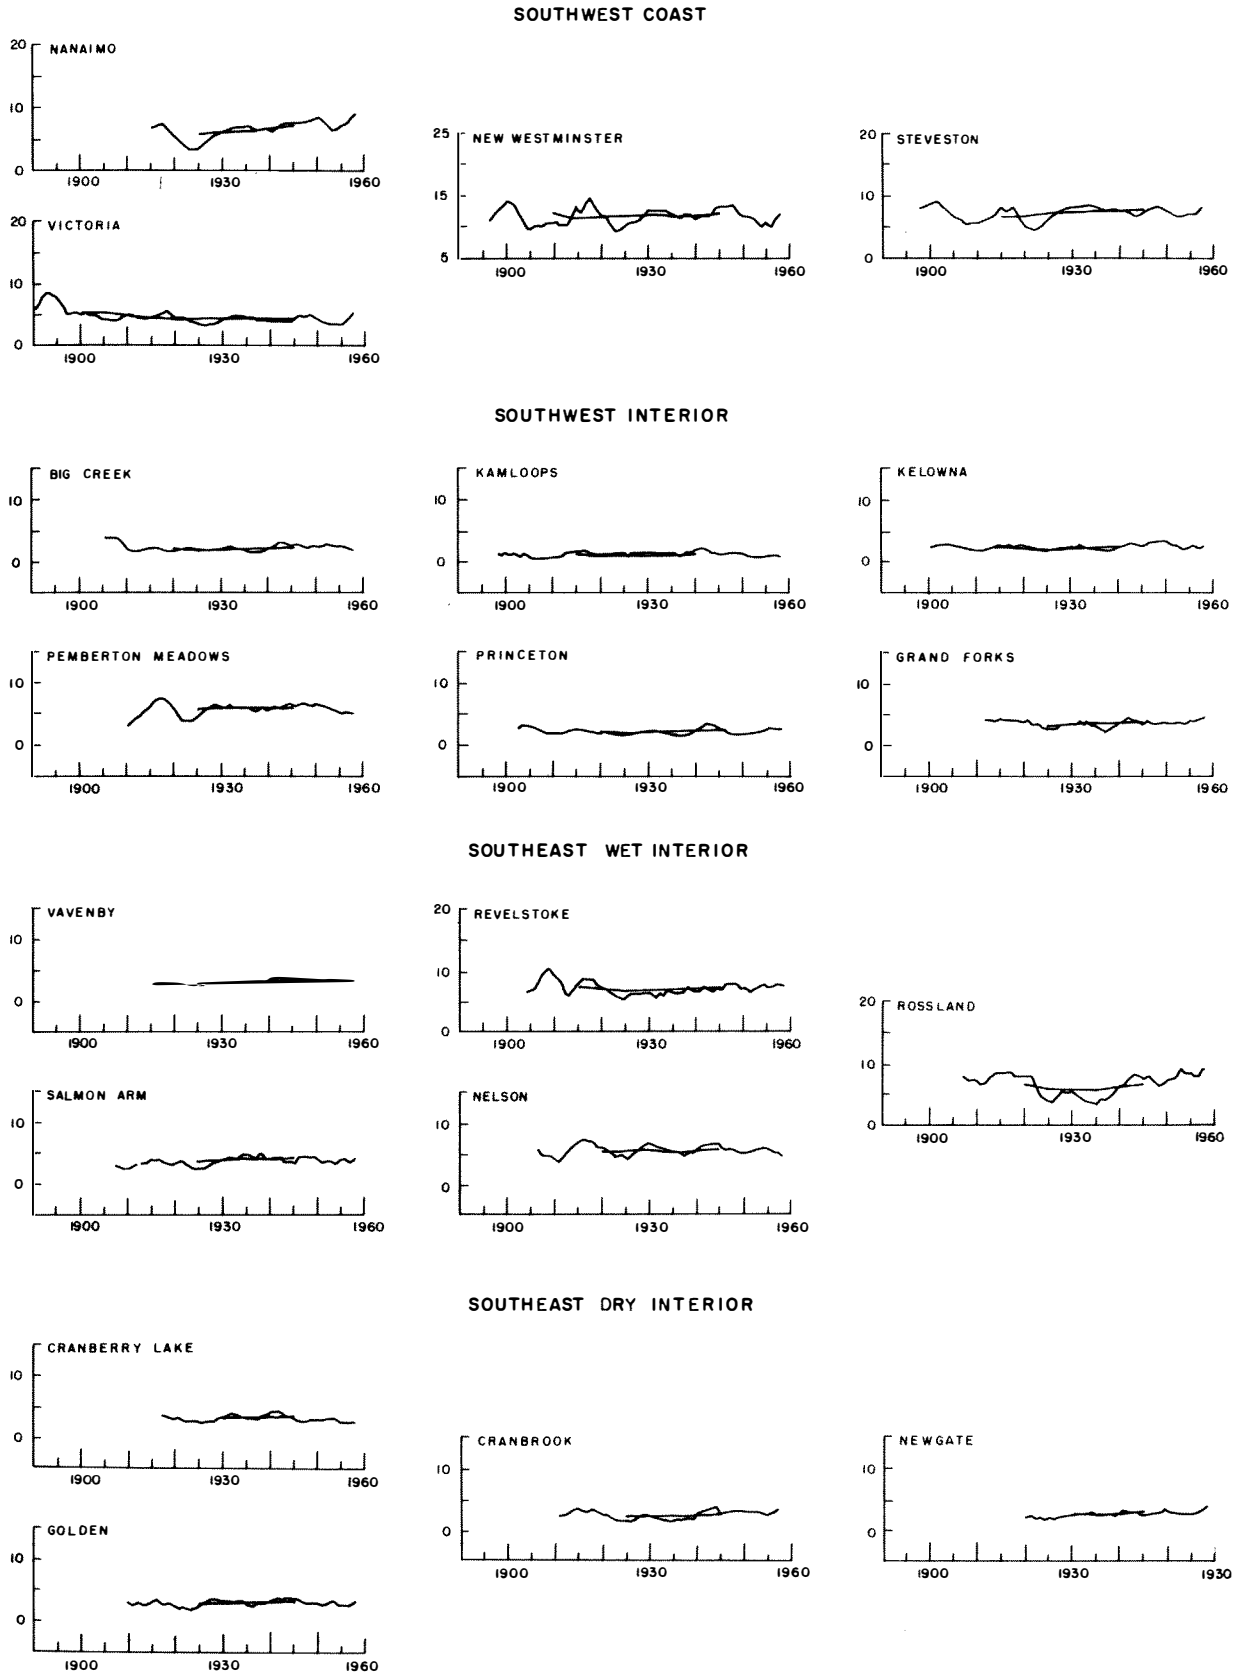 SOUTHWEST COAST
NANAIMO
20
10
0
1900 1930 1960
NEW WESTMINSTER
25
15
5
1900 1930 1960
STEVESTON
20
10
0
1900 1930 1960
VICTORIA
20
10
0
1900 1930 1960
SOUTHWEST INTERIOR
BIG CREEK
10
0
1900 1930 1960
KAMLOOPS
10
0
1900 1930 1960
KELOWNA
10
0
1900 1930 1960
PEMBERTON MEADOWS
10
0
1900 1930 1960
PRINCETON
10
0
1900 1930 1960
GRAND FORKS
10
0
1900 1930 1960
SOUTHEAST WET INTERIOR
VAVENBY
10
0
1900 1930 1960
REVELSTOKE
20
10
0
1900 1930 1960
ROSSLAND
20
10
0
1900 1930 1960
SALMON ARM
10
0
1900 1930 1960
NELSON
10
0
1900 1930 1960
SOUTHEAST DRY INTERIOR
CRANBERRY LAKE
10
0
1900 1930 1960
CRANBROOK
10
0
1900 1930 1960
NEWGATE
10
0
1900 1930 1930
GOLDEN
10
0
1900 1930 1960